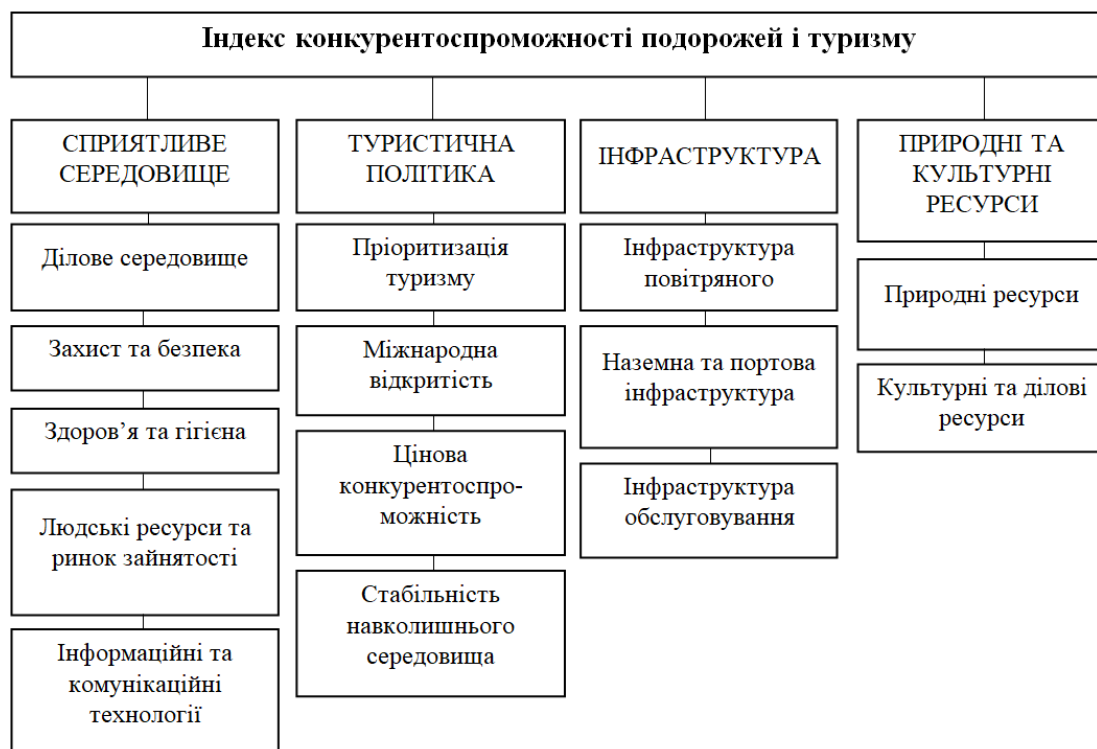 Індекс конкурентоспроможності подорожей і туризму
СПРИЯТЛИВЕ
СЕРЕДОВИЩЕ
Ділове середовище
Захист та безпека
Здоров’я та гігієна
Людські ресурси та
ринок зайнятості
Інформаційні та
комунікаційні
технології
ТУРИСТИЧНА
ПОЛІТИКА
Пріоритизація
туризму
Міжнародна
відкритість
Цінова
конкурентоспро-
можність
Стабільність
навколишнього
середовища
ІНФРАСТРУКТУРА
Інфраструктура
повітряного
Наземна та портова
інфраструктура
Інфраструктура
обслуговування
ПРИРОДНІ ТА
КУЛЬТУРНІ
РЕСУРСИ
Природні ресурси
Культурні та ділові
ресурси